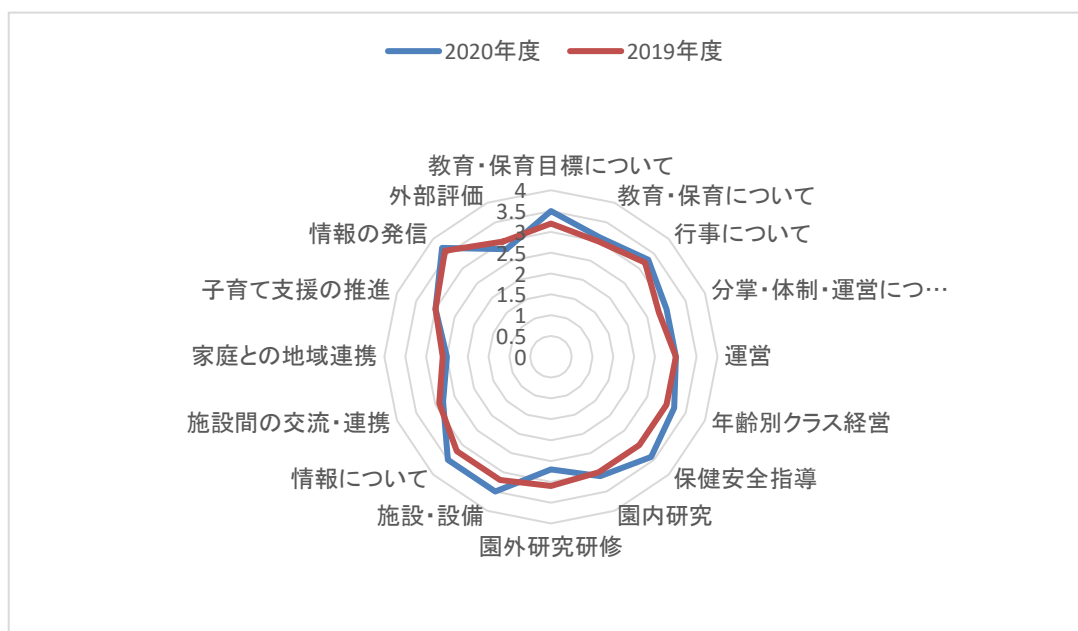 2020年度 2019年度
教育・保育目標について
教育・保育について
行事について
分掌・体制・運営につ…
運営
年齢別クラス経営
保健安全指導
園内研究
園外研究研修
施設・設備
情報について
施設間の交流・連携
家庭との地域連携
子育て支援の推進
情報の発信
外部評価
4
3.5
3
2.5
2
1.5
1
0.5
0